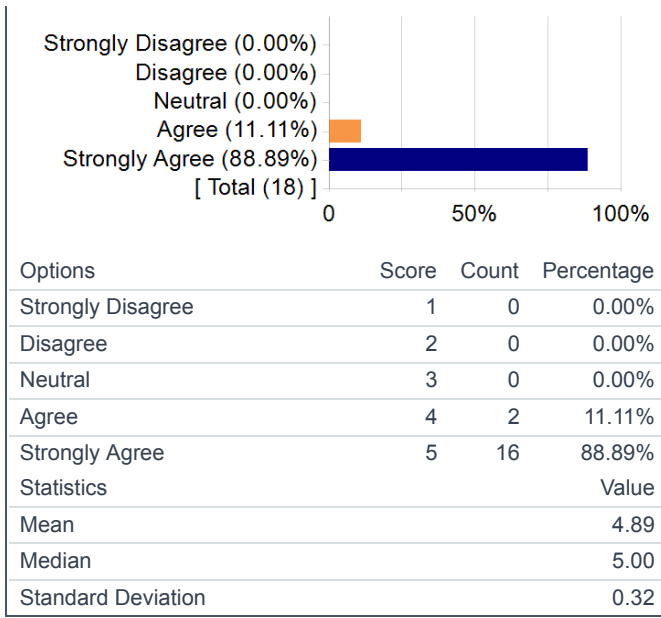 Strongly Disagree (0.00%)
Disagree (0.00%)
Neutral (0.00%)
Agree (11.11%)
Strongly Agree (88.89%)
[ Total (18) ]
0 50% 100%
Options Score Count Percentage
Strongly Disagree 1 0 0.00%
Disagree 2 0 0.00%
Neutral 3 0 0.00%
Agree 4 2 11.11%
Strongly Agree 5 16 88.89%
Statistics Value
Mean 4.89
Median 5.00
Standard Deviation 0.32